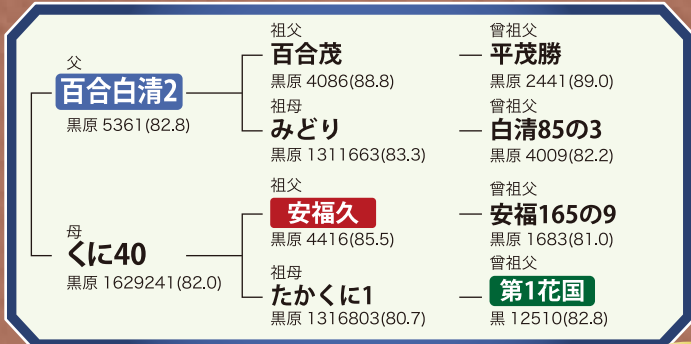 父
百合白清2
黒原 5361(82.8)
母
くに40
黒原 1629241(82.0)
祖父
百合茂
黒原 4086(88.8)
祖母
みどり
黒原 1311663(83.3)
祖父
安福久
黒原 4416(85.5)
祖母
たかくに1
黒原 1316803(80.7)
曾祖父
平茂勝
黒原 2441(89.0)
曾祖父
白清85の3
黒原 4009(82.2)
曾祖父
安福165の9
黒原 1683(81.0)
曾祖父
第1花国
黒 12510(82.8)